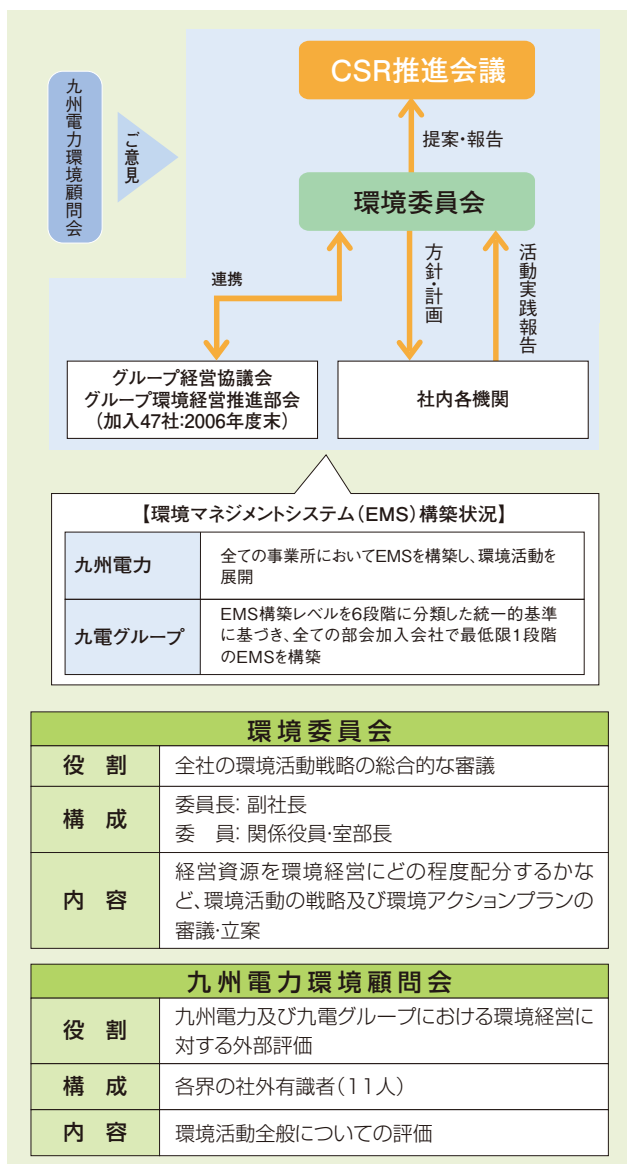 CSR推進会議
九州電力環境顧問会
ご意見
提案・報告
環境委員会
連携
方針・計画
活動実践報告
グループ経営協議会
グループ環境経営推進部会
（加入47社:2006年度末）
社内各機関
【環境マネジメントシステム（EMS）構築状況】
九州電力
全ての事業所においてEMSを構築し、環境活動を
展開
九電グループ
EMS構築レベルを6段階に分類した統一的基準
に基づき、全ての部会加入会社で最低限1段階
のEMSを構築
環境委員会
役 割
全社の環境活動戦略の総合的な審議
構 成
委員長: 副社長
委　員: 関係役員・室部長
内 容
経営資源を環境経営にどの程度配分するかな
ど、環境活動の戦略及び環境アクションプランの
審議・立案
九州電力環境顧問会
役 割
九州電力及び九電グループにおける環境経営に
対する外部評価
構 成
各界の社外有識者（11人）
内 容
環境活動全般についての評価